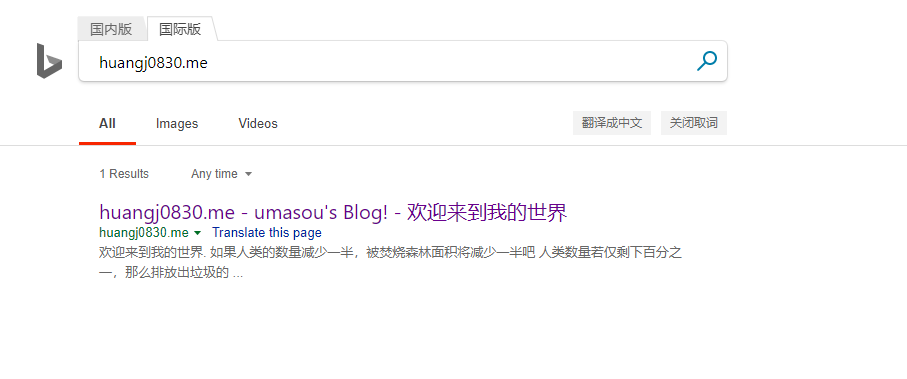 国内版 国际版
huangj0830.me
All Images Videos 翻译成中文 关闭取词
1 Results Any time
huangj0830.me - umasou's Blog! - 欢迎来到我的世界
huangj0830.me Translate this page
欢迎来到我的世界. 如果人类的数量减少一半，被焚烧森林面积将减少一半吧 人类数量若仅剩下百分之
一，那么排放出垃圾的 ...